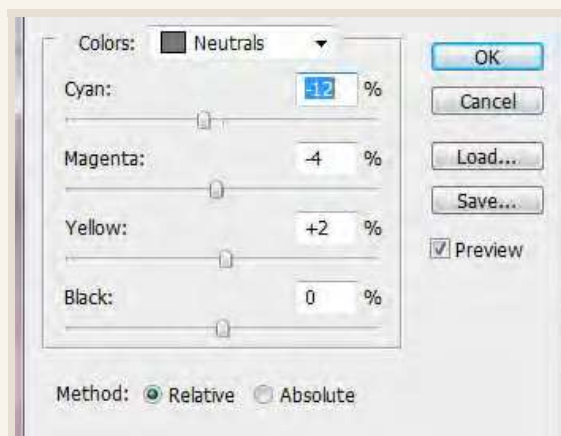 Colors: Neutrals
OK
Cyan: -12 %
Cancel
Magenta: -4 %
Load...
Save...
Yellow: +2 %
Preview
Black: 0 %
Method: Relative Absolute